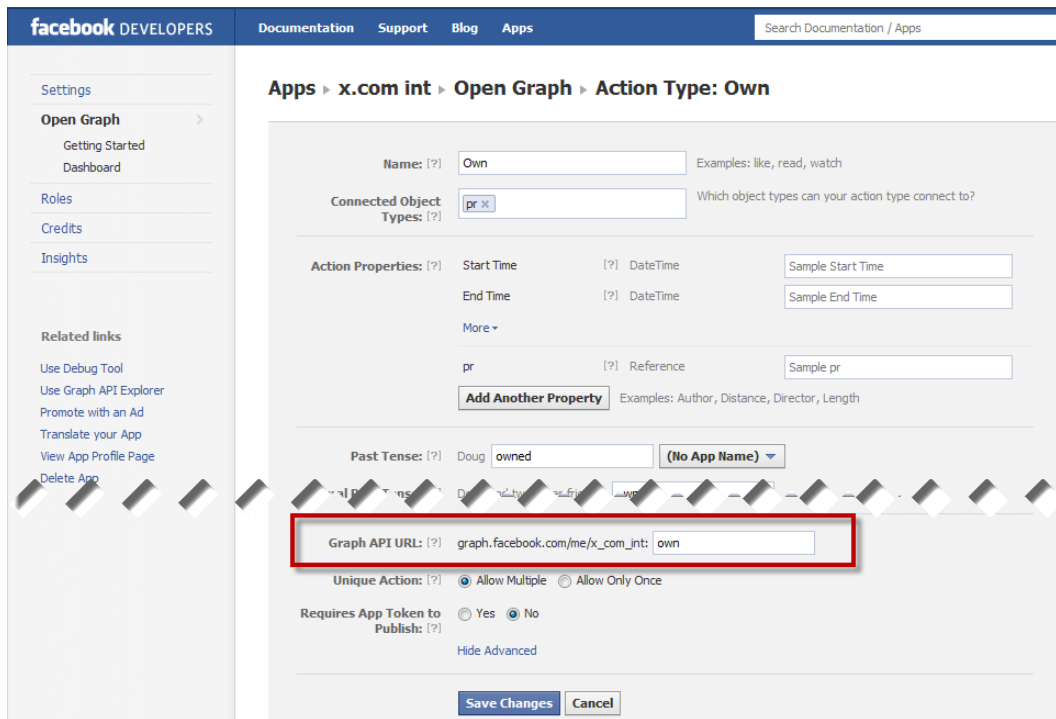 facebook DEVELOPERS
Documentation Support Blog Apps
Search Documentation / Apps
Settings
Open Graph
Getting Started
Dashboard
Roles
Credits
Insights
Related links
Use Debug Tool
Use Graph API Explorer
Promote with an Ad
Translate your App
View App Profile Page
Delete App
Apps ▸ x.com int ▸ Open Graph ▸ Action Type: Own
Name: [?] Own Examples: like, read, watch
Connected Object Types: [?] pr × Which object types can your action type connect to?
Action Properties: [?] Start Time [?] DateTime Sample Start Time
End Time [?] DateTime Sample End Time
More
pr [?] Reference Sample pr
Add Another Property Examples: Author, Distance, Director, Length
Past Tense: [?] Doug owned (No App Name)
Graph API URL: [?] graph.facebook.com/me/x_com_int: own
Unique Action: [?] Allow Multiple Allow Only Once
Requires App Token to Publish: [?] Yes No
Hide Advanced
Save Changes Cancel